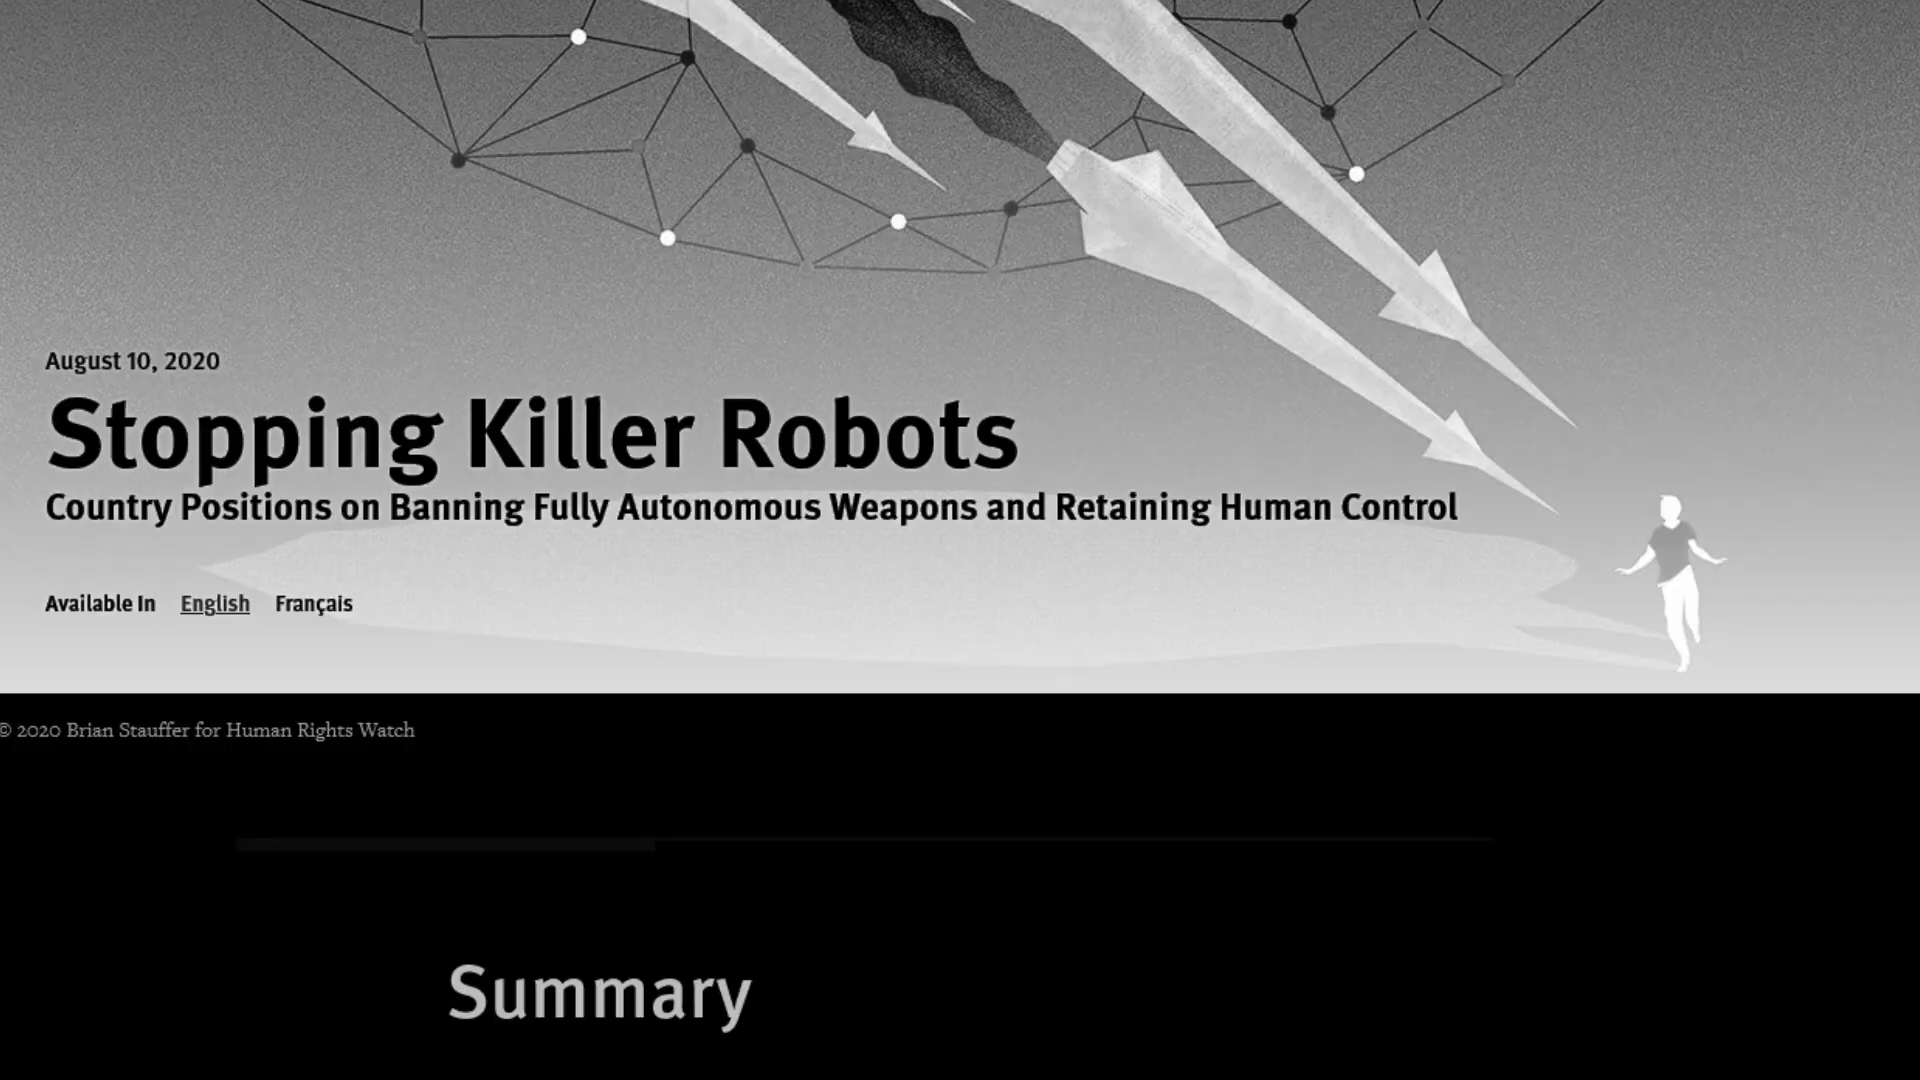 August 10, 2020
Stopping Killer Robots
Country Positions on Banning Fully Autonomous Weapons and Retaining Human Control
Available In English Français
© 2020 Brian Stauffer for Human Rights Watch
Summary